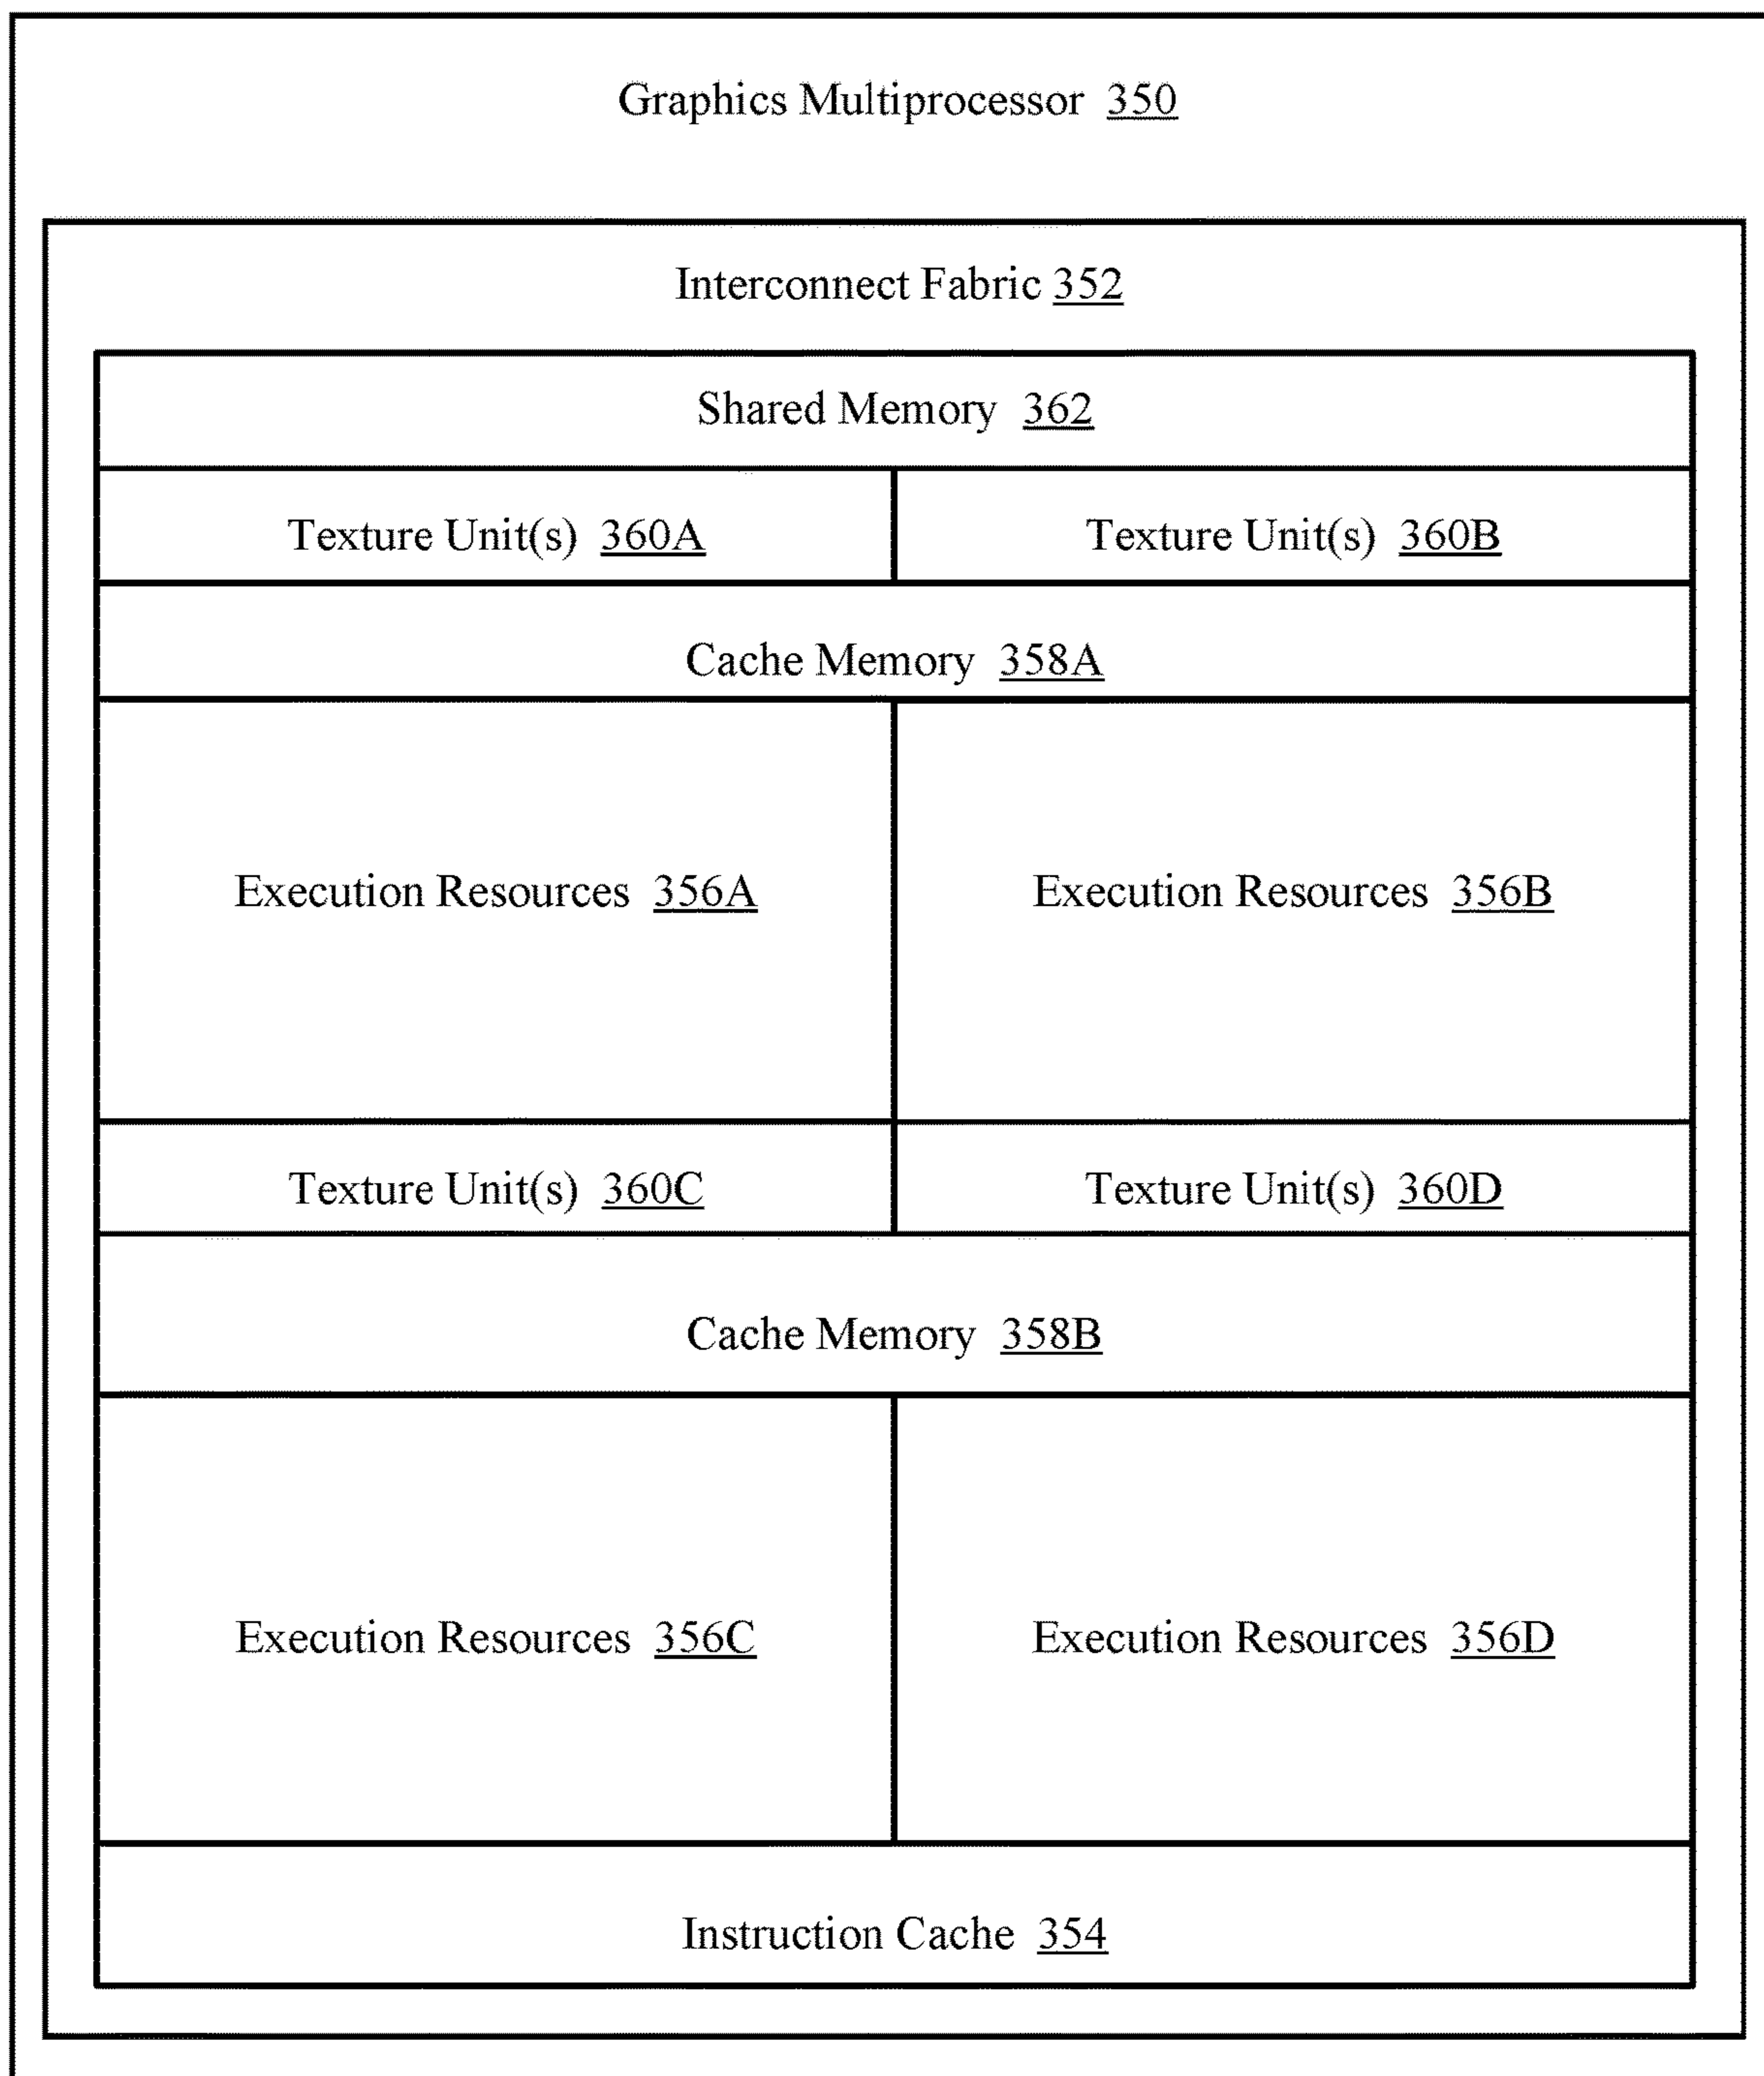 Graphics Multiprocessor 350
Interconnect Fabric 352
Shared Memory 362
Texture Unit(s) 360A
Texture Unit(s) 360B
Cache Memory 358A
Execution Resources 356A
Execution Resources 356B
Texture Unit(s) 360C
Texture Unit(s) 360D
Cache Memory 358B
Execution Resources 356C
Execution Resources 356D
Instruction Cache 354